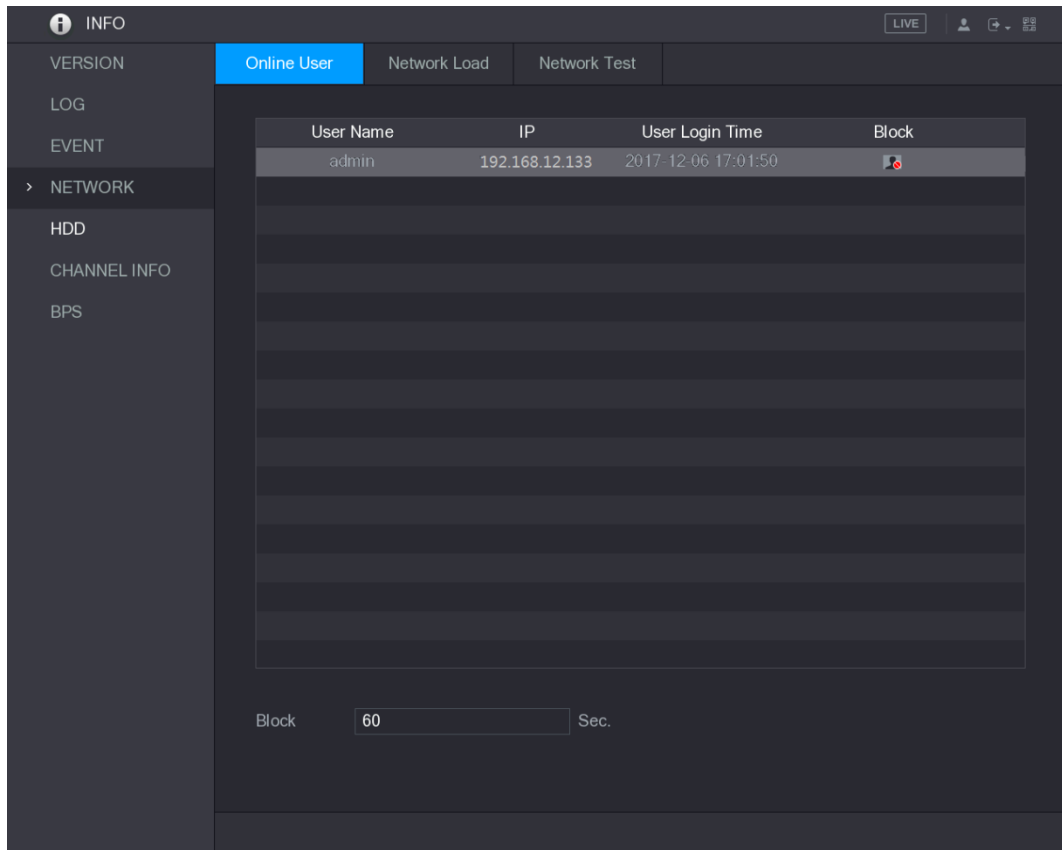 INFO
LIVE
VERSION
LOG
EVENT
NETWORK
HDD
CHANNEL INFO
BPS
Online User
Network Load
Network Test
User Name IP User Login Time Block
admin 192.168.12.133 2017-12-06 17:01:50
Block 60 Sec.